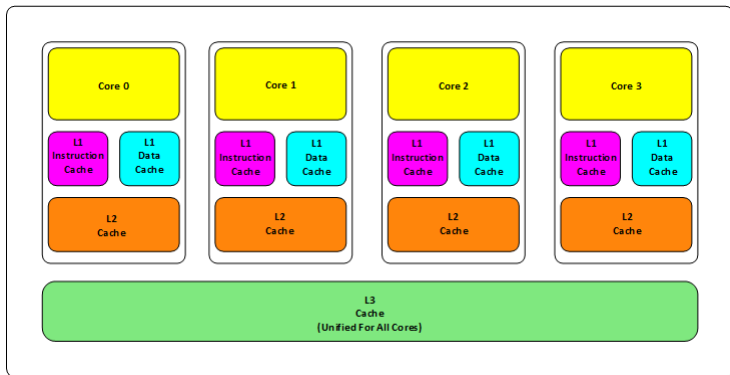 Core 0
Core 1
Core 2
Core 3
L1
Instruction
Cache
L1
Data
Cache
L1
Instruction
Cache
L1
Data
Cache
L1
Instruction
Cache
L1
Data
Cache
L1
Instruction
Cache
L1
Data
Cache
L2
Cache
L2
Cache
L2
Cache
L2
Cache
L3
Cache
(Unified For All Cores)